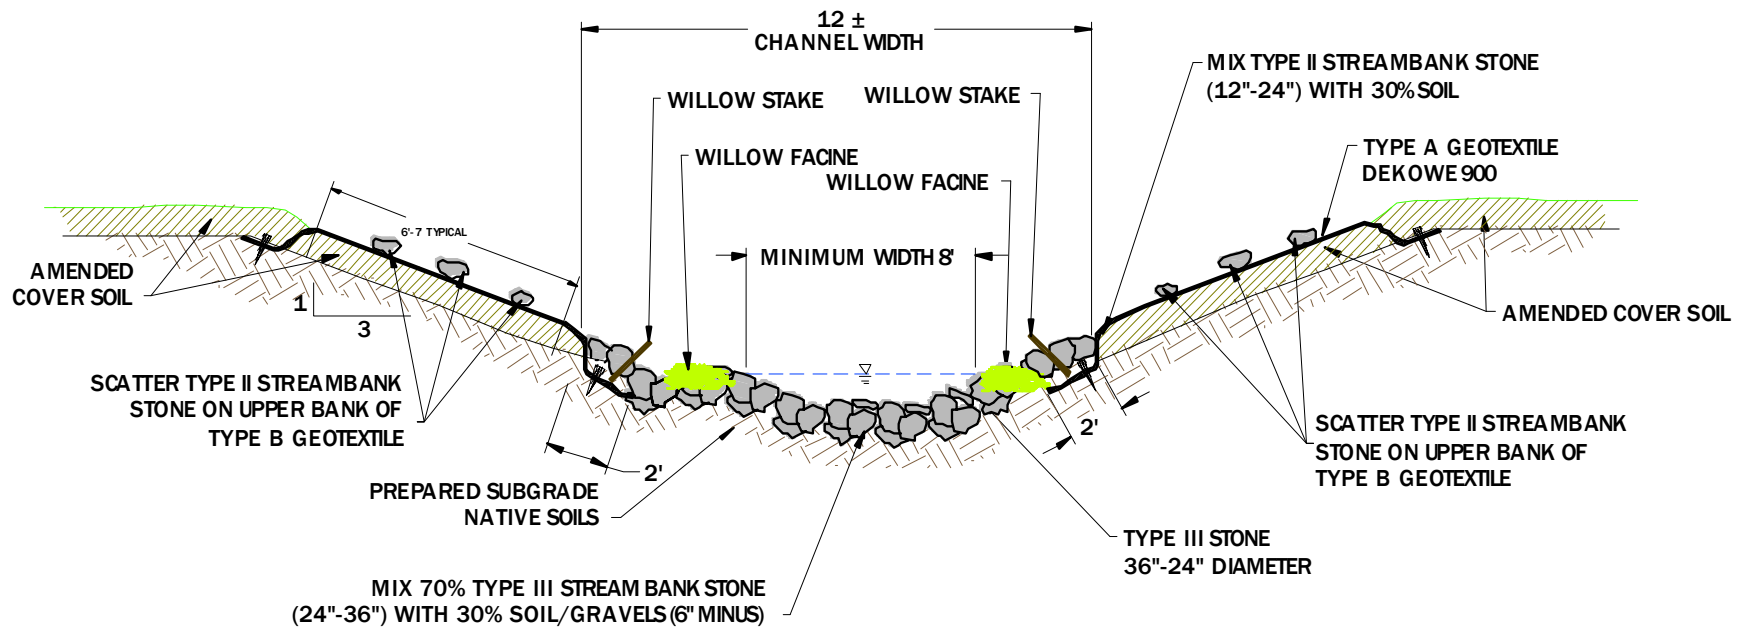 12 ±
CHANNEL WIDTH
MIX TYPE II STREAMBANK STONE
(12"-24") WITH 30% SOIL
WILLOW STAKE
WILLOW STAKE
WILLOW FACINE
WILLOW FACINE
TYPE A GEOTEXTILE
DEKOWE 900
6'-7 TYPICAL
MINIMUM WIDTH 8'
AMENDED
COVER SOIL
1
3
AMENDED COVER SOIL
SCATTER TYPE II STREAMBANK
STONE ON UPPER BANK OF
TYPE B GEOTEXTILE
2'
2'
SCATTER TYPE II STREAMBANK
STONE ON UPPER BANK OF
TYPE B GEOTEXTILE
PREPARED SUBGRADE
NATIVE SOILS
TYPE III STONE
36"-24" DIAMETER
MIX 70% TYPE III STREAM BANK STONE
(24"-36") WITH 30% SOIL/GRAVELS (6" MINUS)